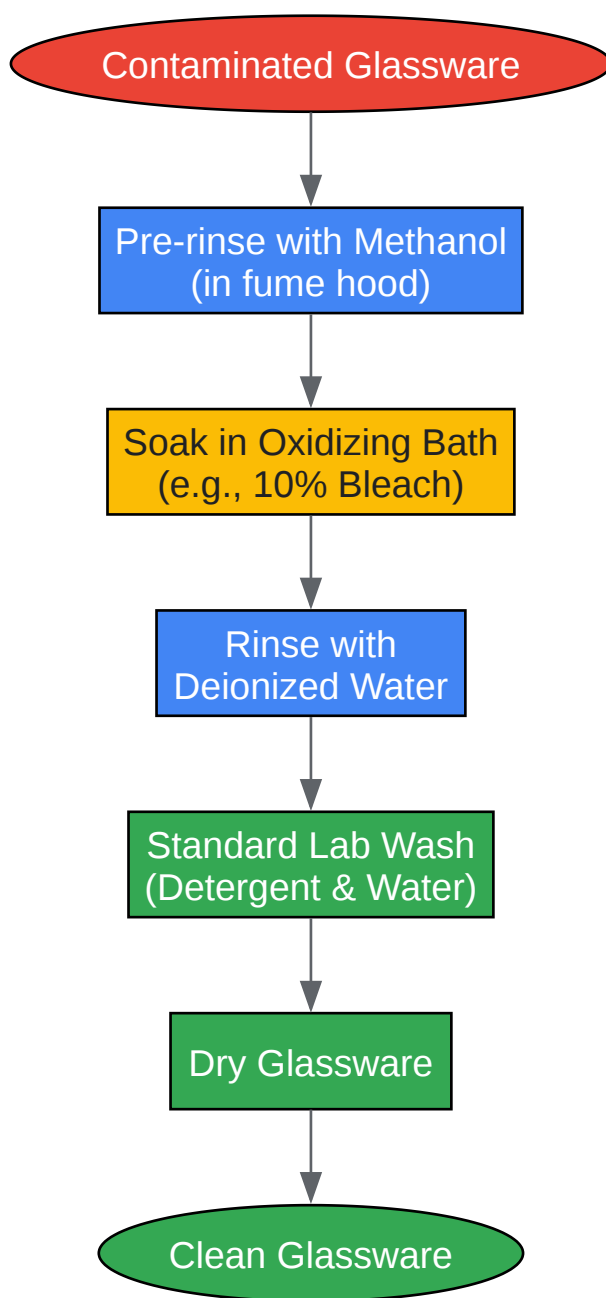 Contaminated Glassware
Pre-rinse with Methanol
(in fume hood)
Soak in Oxidizing Bath
(e.g., 10% Bleach)
Rinse with
Deionized Water
Standard Lab Wash
(Detergent & Water)
Dry Glassware
Clean Glassware